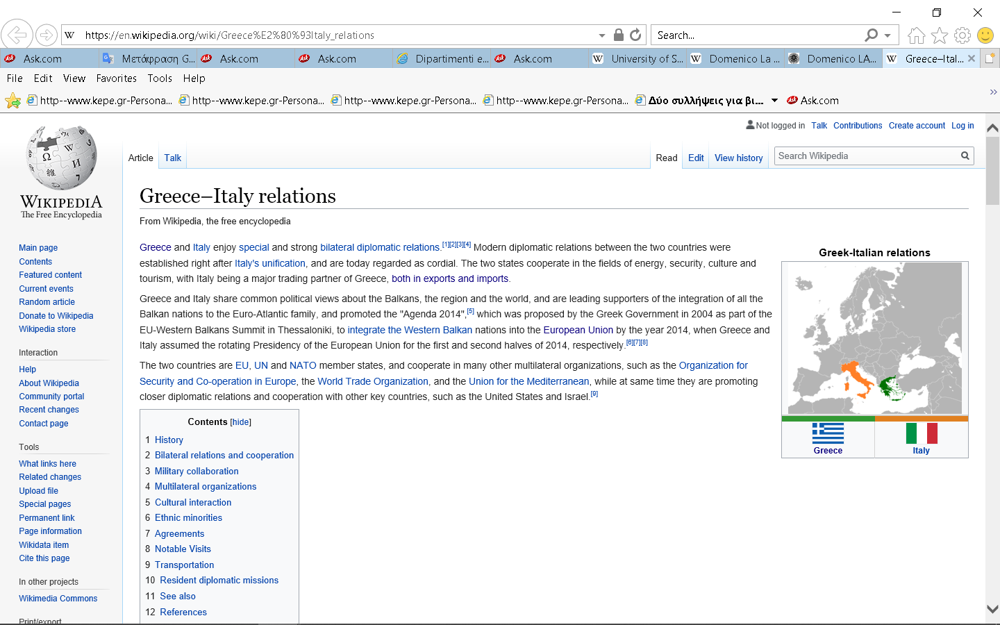 https://en.wikipedia.org/wiki/Greece%E2%80%93Italy_relations
Search...
Ask.com
Μετάφραση G...
Ask.com
Ask.com
Dipartimenti e...
Ask.com
University of S...
Domenico La ...
Domenico LA...
Greece–Ital...
File Edit View Favorites Tools Help
http--www.kepe.gr-Persona...
http--www.kepe.gr-Persona...
http--www.kepe.gr-Persona...
http--www.kepe.gr-Persona...
Δύο συλλήψεις για βι...
Ask.com
Not logged in Talk Contributions Create account Log in
Article Talk
Read Edit View history
Search Wikipedia
WIKIPEDIA
The Free Encyclopedia
Main page
Contents
Featured content
Current events
Random article
Donate to Wikipedia
Wikipedia store
Interaction
Help
About Wikipedia
Community portal
Recent changes
Contact page
Tools
What links here
Related changes
Upload file
Special pages
Permanent link
Page information
Wikidata item
Cite this page
In other projects
Wikimedia Commons
Print/export
Greece–Italy relations
From Wikipedia, the free encyclopedia
Greece and Italy enjoy special and strong bilateral diplomatic relations.[1][2][3][4] Modern diplomatic relations between the two countries were
established right after Italy's unification, and are today regarded as cordial. The two states cooperate in the fields of energy, security, culture and
tourism, with Italy being a major trading partner of Greece, both in exports and imports.
Greece and Italy share common political views about the Balkans, the region and the world, and are leading supporters of the integration of all the
Balkan nations to the Euro-Atlantic family, and promoted the "Agenda 2014",[5] which was proposed by the Greek Government in 2004 as part of the
EU-Western Balkans Summit in Thessaloniki, to integrate the Western Balkan nations into the European Union by the year 2014, when Greece and
Italy assumed the rotating Presidency of the European Union for the first and second halves of 2014, respectively.[6][7][8]
The two countries are EU, UN and NATO member states, and cooperate in many other multilateral organizations, such as the Organization for
Security and Co-operation in Europe, the World Trade Organization, and the Union for the Mediterranean, while at same time they are promoting
closer diplomatic relations and cooperation with other key countries, such as the United States and Israel.[9]
Contents [hide]
1 History
2 Bilateral relations and cooperation
3 Military collaboration
4 Multilateral organizations
5 Cultural interaction
6 Ethnic minorities
7 Agreements
8 Notable Visits
9 Transportation
10 Resident diplomatic missions
11 See also
12 References
Greek-Italian relations
Greece
Italy